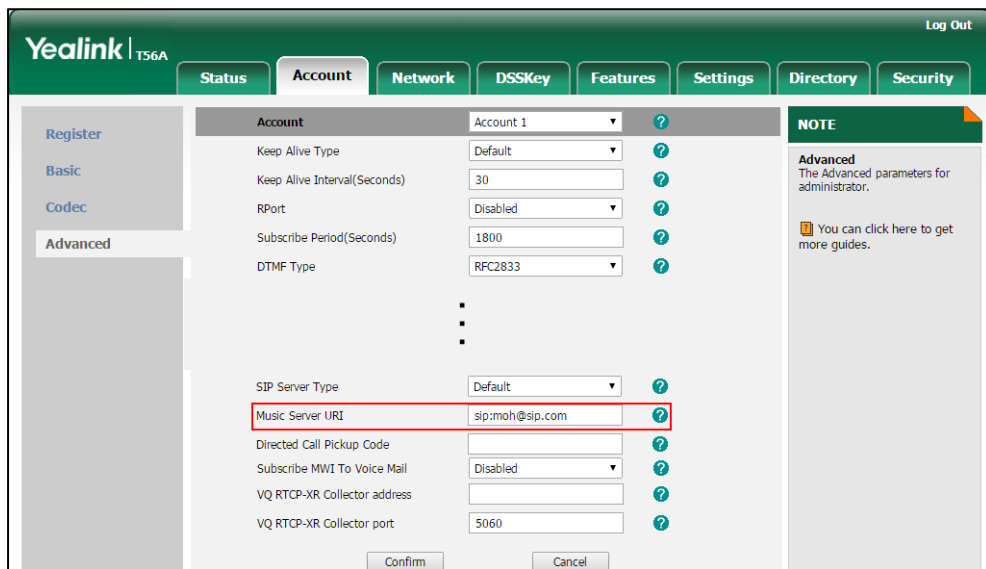 Log Out
Yealink T56A
Status Account Network DSSKey Features Settings Directory Security
Register
Basic
Codec
Advanced
Account Account 1
Keep Alive Type Default
Keep Alive Interval(Seconds) 30
RPort Disabled
Subscribe Period(Seconds) 1800
DTMF Type RFC2833
SIP Server Type Default
Music Server URI sip:moh@sip.com
Directed Call Pickup Code
Subscribe MWI To Voice Mail Disabled
VQ RTCP-XR Collector address
VQ RTCP-XR Collector port 5060
Confirm Cancel
NOTE
Advanced
The Advanced parameters for
administrator.
You can click here to get
more guides.